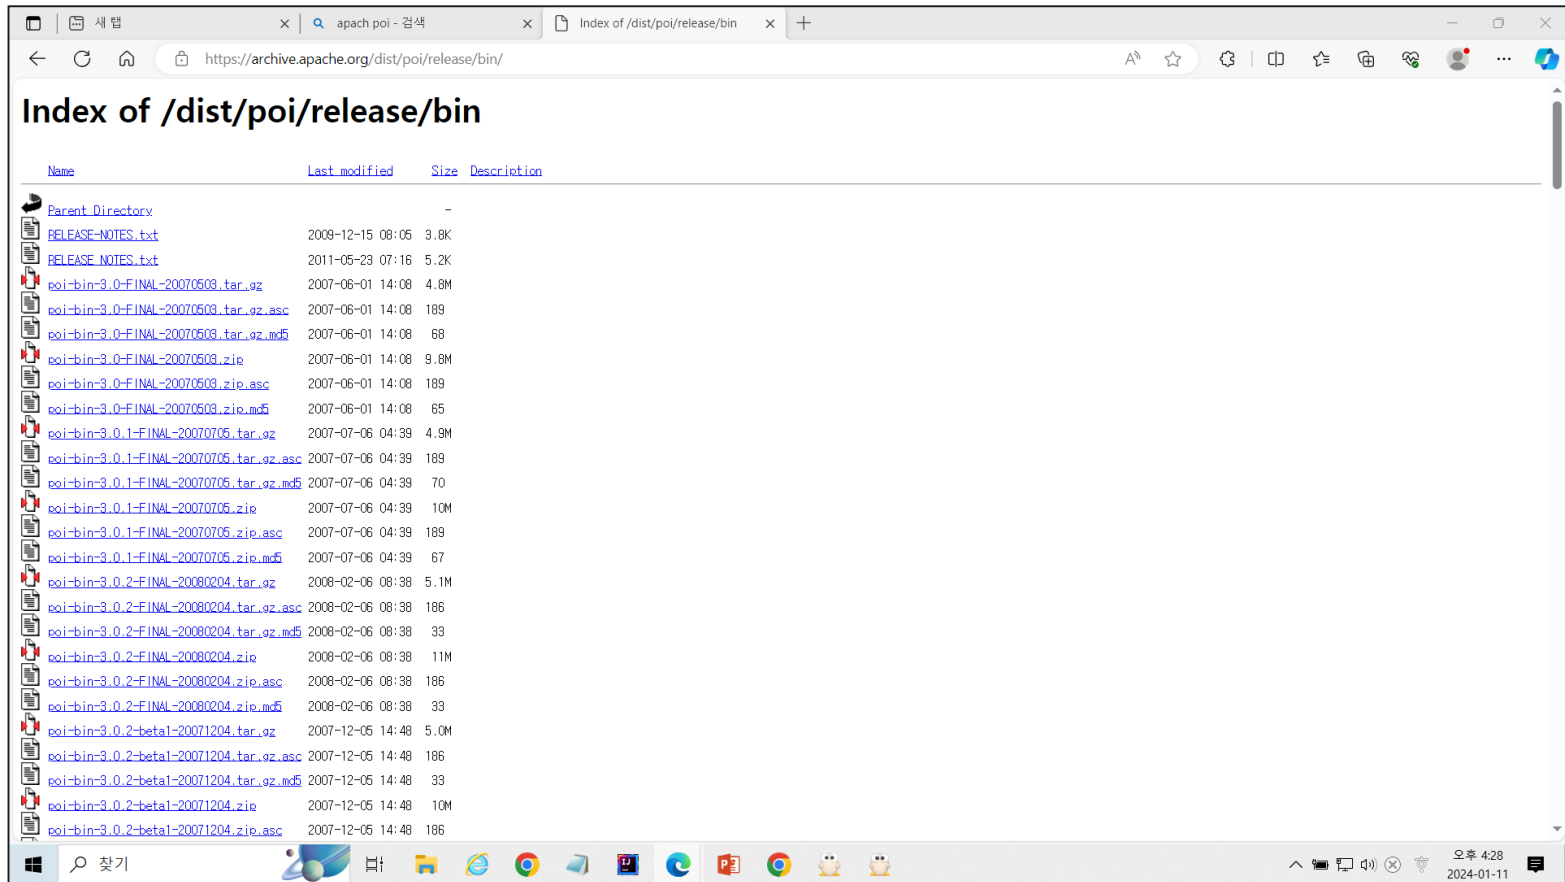 새 탭
apach poi - 검색
Index of /dist/poi/release/bin
https://archive.apache.org/dist/poi/release/bin/
Index of /dist/poi/release/bin
Name Last modified Size Description
Parent Directory -
RELEASE-NOTES.txt 2009-12-15 08:05 3.8K
RELEASE_NOTES.txt 2011-05-23 07:16 5.2K
poi-bin-3.0-FINAL-20070503.tar.gz 2007-06-01 14:08 4.8M
poi-bin-3.0-FINAL-20070503.tar.gz.asc 2007-06-01 14:08 189
poi-bin-3.0-FINAL-20070503.tar.gz.md5 2007-06-01 14:08 68
poi-bin-3.0-FINAL-20070503.zip 2007-06-01 14:08 9.8M
poi-bin-3.0-FINAL-20070503.zip.asc 2007-06-01 14:08 189
poi-bin-3.0-FINAL-20070503.zip.md5 2007-06-01 14:08 65
poi-bin-3.0.1-FINAL-20070705.tar.gz 2007-07-06 04:39 4.9M
poi-bin-3.0.1-FINAL-20070705.tar.gz.asc 2007-07-06 04:39 189
poi-bin-3.0.1-FINAL-20070705.tar.gz.md5 2007-07-06 04:39 70
poi-bin-3.0.1-FINAL-20070705.zip 2007-07-06 04:39 10M
poi-bin-3.0.1-FINAL-20070705.zip.asc 2007-07-06 04:39 189
poi-bin-3.0.1-FINAL-20070705.zip.md5 2007-07-06 04:39 67
poi-bin-3.0.2-FINAL-20080204.tar.gz 2008-02-06 08:38 5.1M
poi-bin-3.0.2-FINAL-20080204.tar.gz.asc 2008-02-06 08:38 186
poi-bin-3.0.2-FINAL-20080204.tar.gz.md5 2008-02-06 08:38 33
poi-bin-3.0.2-FINAL-20080204.zip 2008-02-06 08:38 11M
poi-bin-3.0.2-FINAL-20080204.zip.asc 2008-02-06 08:38 186
poi-bin-3.0.2-FINAL-20080204.zip.md5 2008-02-06 08:38 33
poi-bin-3.0.2-beta1-20071204.tar.gz 2007-12-05 14:48 5.0M
poi-bin-3.0.2-beta1-20071204.tar.gz.asc 2007-12-05 14:48 186
poi-bin-3.0.2-beta1-20071204.tar.gz.md5 2007-12-05 14:48 33
poi-bin-3.0.2-beta1-20071204.zip 2007-12-05 14:48 10M
poi-bin-3.0.2-beta1-20071204.zip.asc 2007-12-05 14:48 186
찾기
오후 4:28
2024-01-11